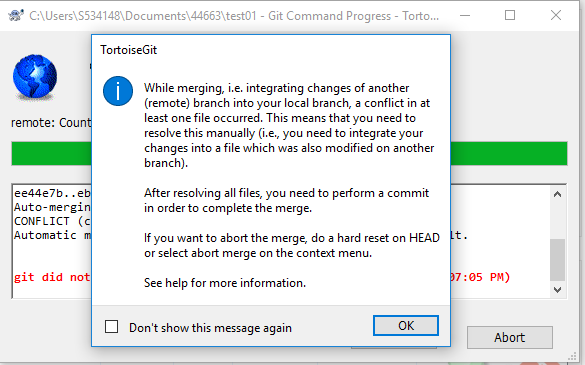 C:\Users\S534148\Documents\44663\test01 - Git Command Progress - Torto...
TortoiseGit
While merging, i.e. integrating changes of another
(remote) branch into your local branch, a conflict in at
least one file occurred. This means that you need to
resolve this manually (i.e., you need to integrate your
changes into a file which was also modified on another
branch).
After resolving all files, you need to perform a commit
in order to complete the merge.
If you want to abort the merge, do a hard reset on HEAD
or select abort merge on the context menu.
See help for more information.
Don't show this message again
OK
remote: Count
ee44e7b..eb
Auto-mergin
CONFLICT (c
Automatic m lt.
git did not 07:05 PM)
Abort